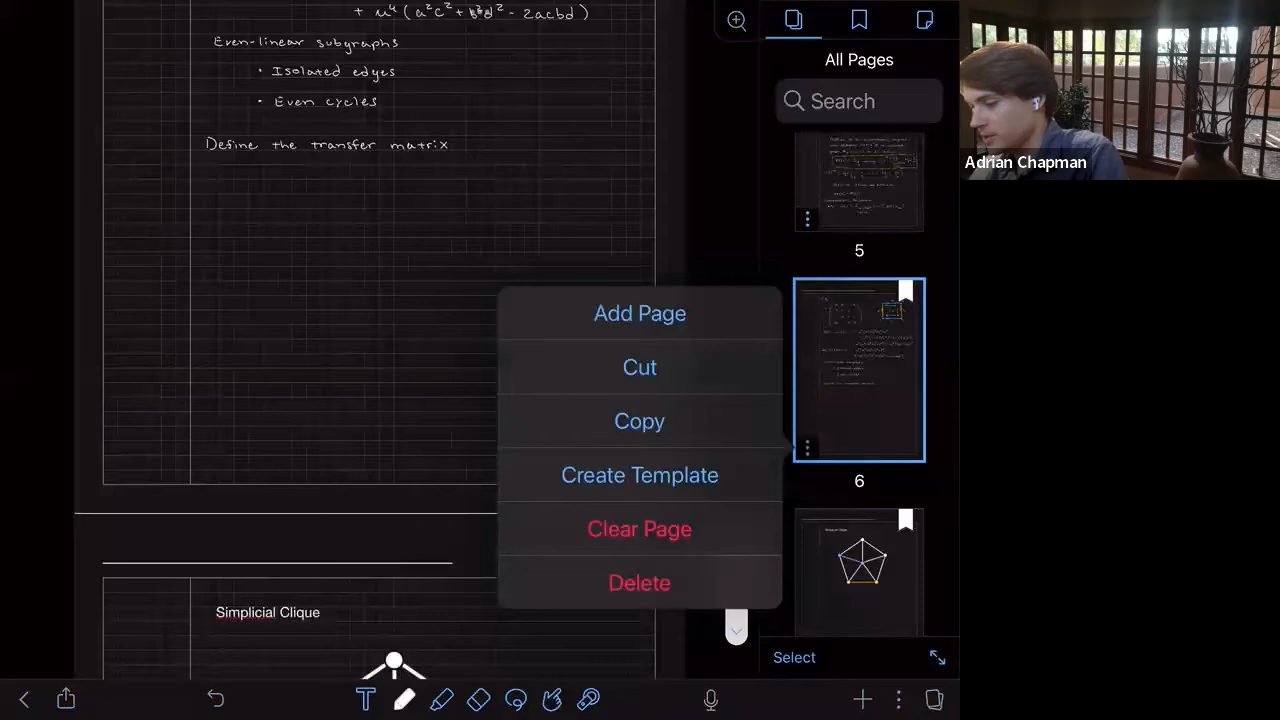 + u⁴ (a²c² + b²d² - 2acbd)
Even-linear subgraphs
• Isolated edges
• Even cycles
Define the transfer matrix
Simplicial Clique
Add Page
Cut
Copy
Create Template
Clear Page
Delete
All Pages
Search
5
6
Select
Adrian Chapman